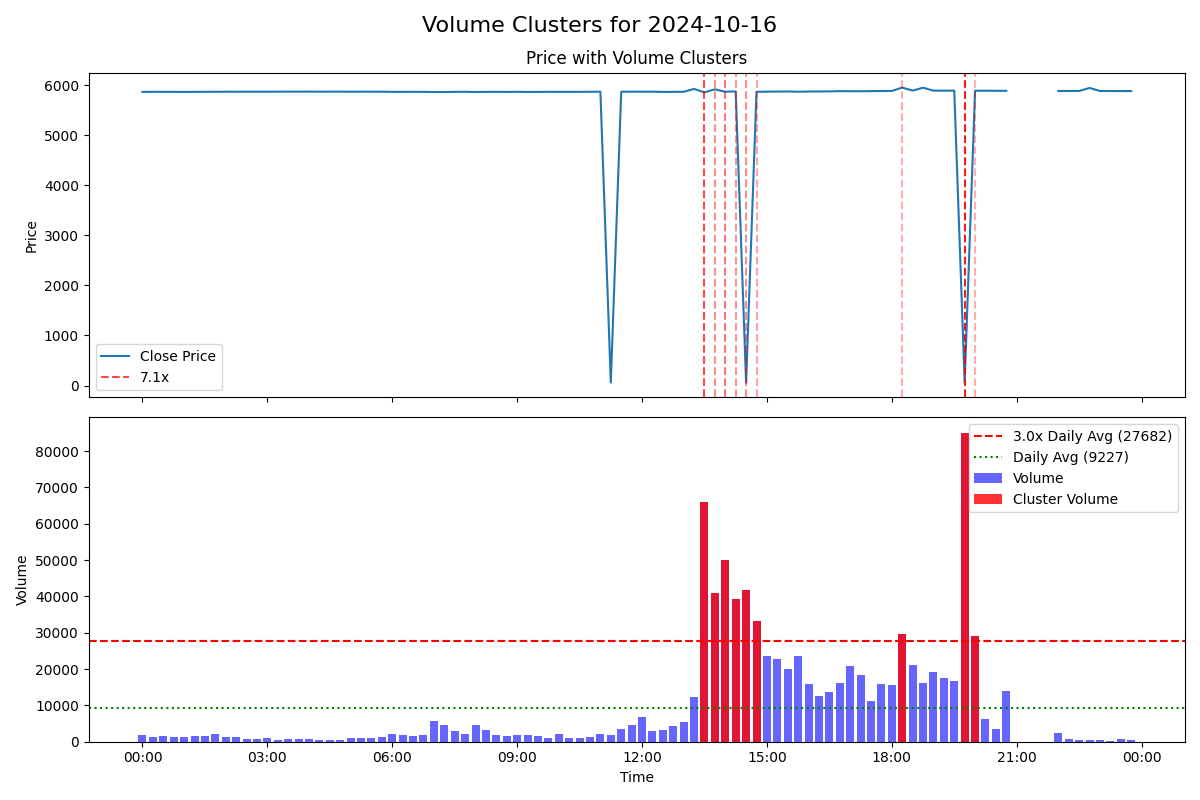 Volume Clusters for 2024-10-16
Price with Volume Clusters
Price
6000
5000
4000
3000
2000
1000
0
Close Price
7.1x
Volume
80000
70000
60000
50000
40000
30000
20000
10000
0
3.0x Daily Avg (27682)
Daily Avg (9227)
Volume
Cluster Volume
00:00 03:00 06:00 09:00 12:00 15:00 18:00 21:00 00:00
Time